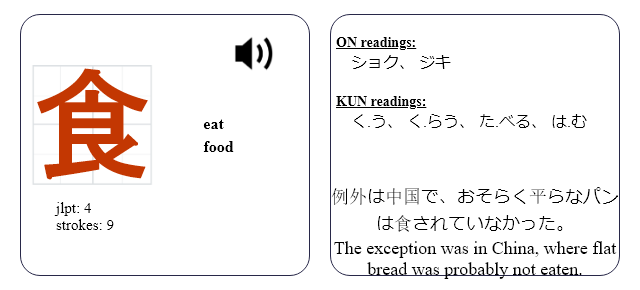 食
eat
food
jlpt: 4
strokes: 9
ON readings:
ショク、 ジキ
KUN readings:
く.う、 く.らう、 た.べる、 は.む
例外は中国で、おそらく平らなパン
は食されていなかった。
The exception was in China, where flat
bread was probably not eaten.